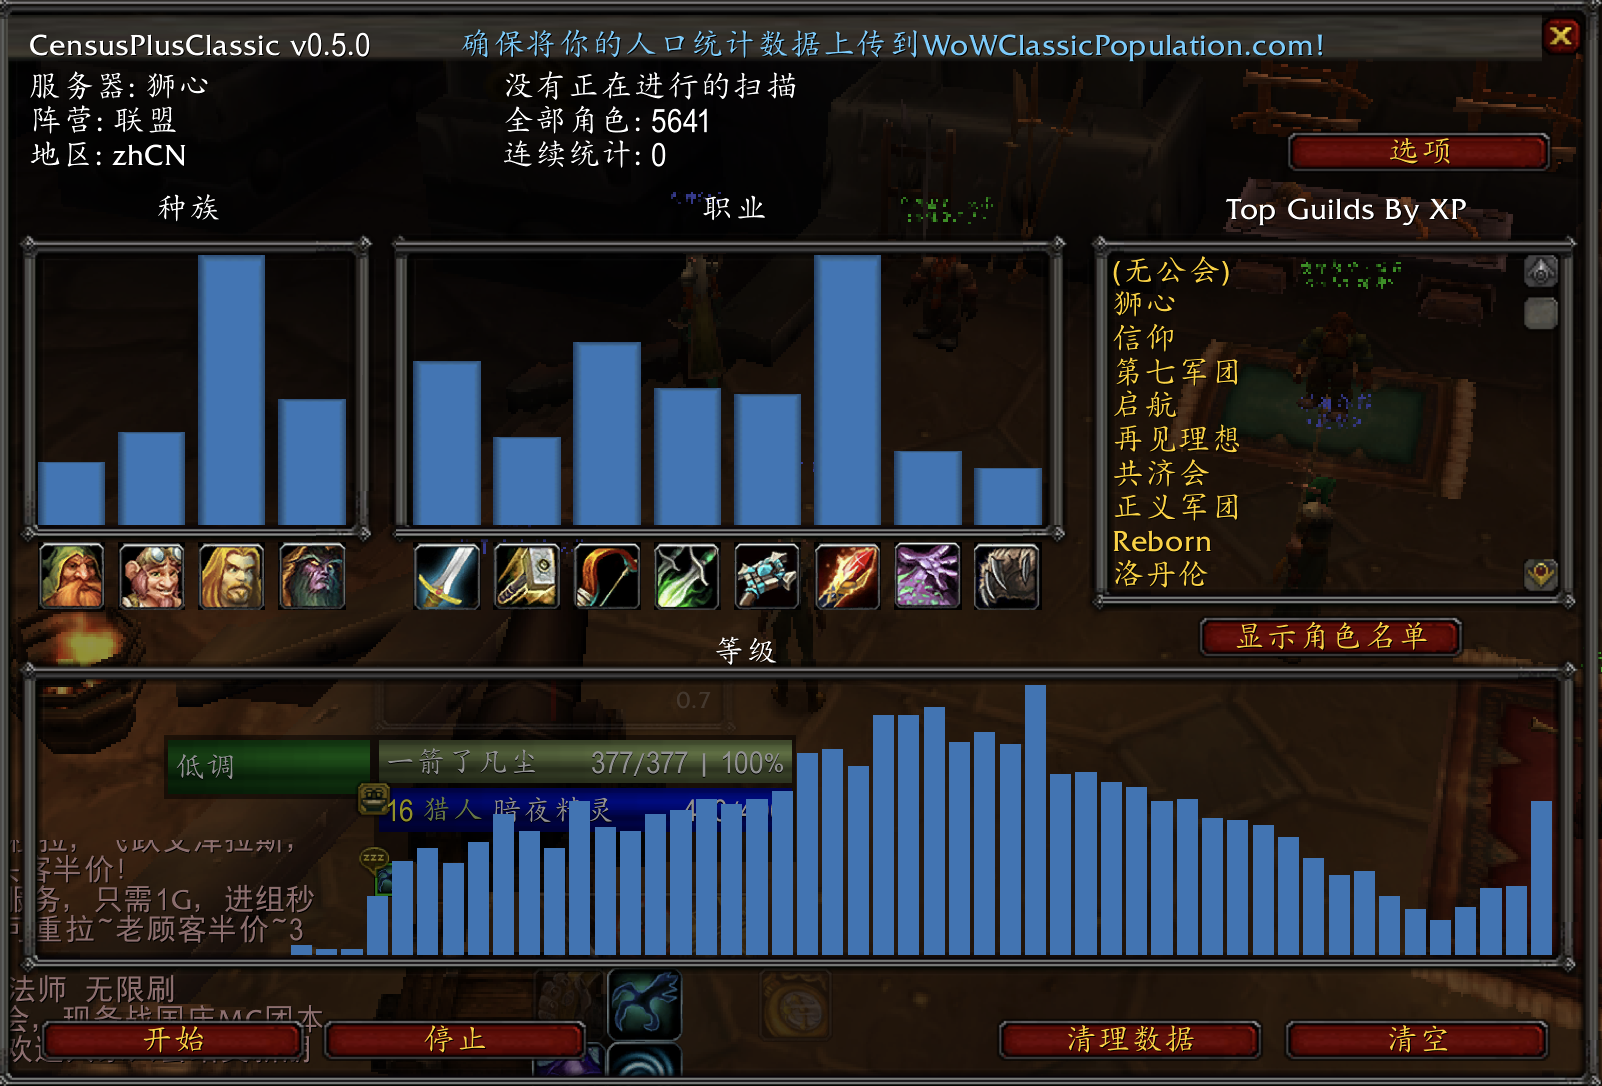 CensusPlusClassic v0.5.0
确保将你的人口统计数据上传到WoWClassicPopulation.com!
服务器: 狮心
没有正在进行的扫描
阵营: 联盟
全部角色: 5641
地区: zhCN
连续统计: 0
选项
种族
职业
Top Guilds By XP
(无公会)
狮心
信仰
第七军团
启航
再见理想
共济会
正义军团
Reborn
洛丹伦
显示角色名单
等级
0.7
低调
一箭了凡尘 377/377 | 100%
16 猎人 暗夜精灵
客半价!
务, 只需1G, 进组秒
重拉~老顾客半价~3
法师 无限刷
开始
停止
清理数据
清空